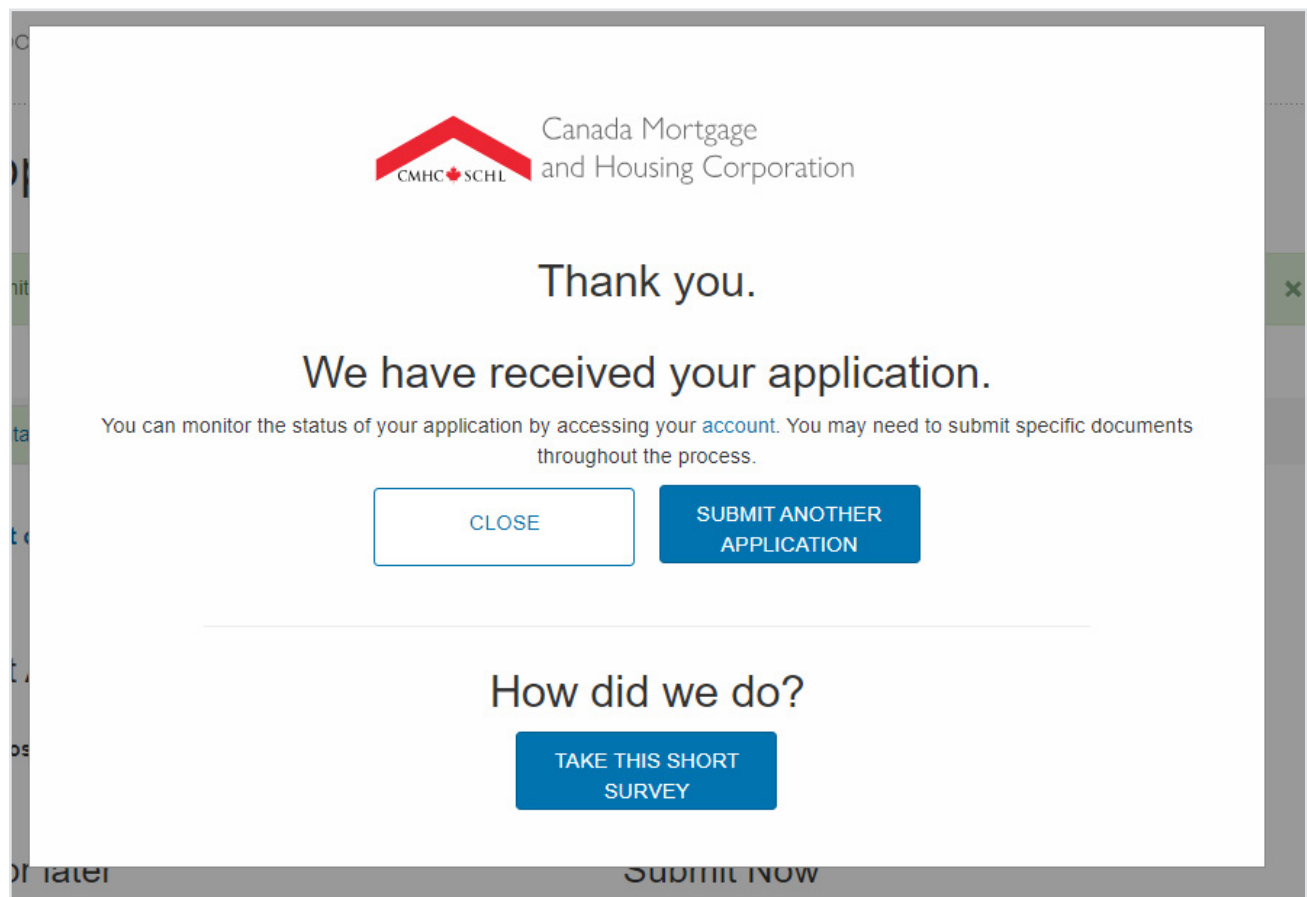 Canada Mortgage
and Housing Corporation
CMHC SCHL
Thank you.
We have received your application.
You can monitor the status of your application by accessing your account. You may need to submit specific documents
throughout the process.
CLOSE
SUBMIT ANOTHER
APPLICATION
How did we do?
TAKE THIS SHORT
SURVEY
or later
Submit Now